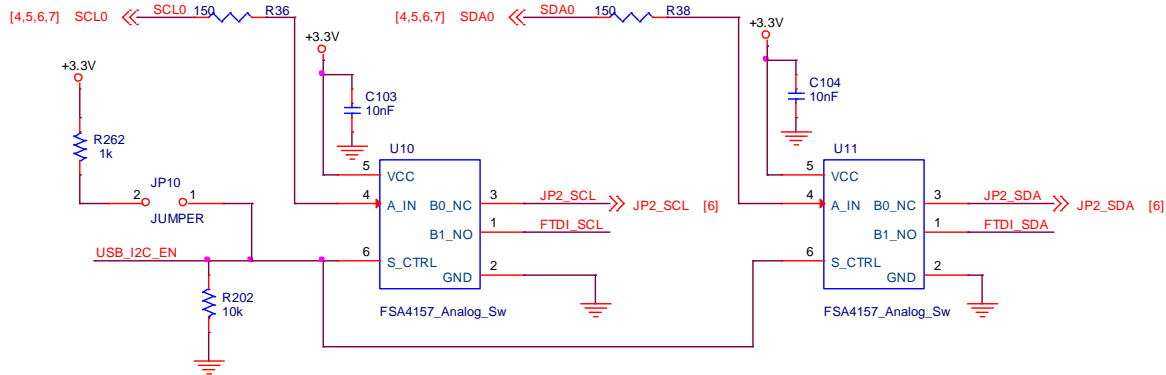 [4,5,6,7] SCL0 SCL0 150 R36
[4,5,6,7] SDA0 SDA0 150 R38
+3.3V
+3.3V
+3.3V
C103
10nF
C104
10nF
R262
1k
U10
U11
5 VCC
5 VCC
JP10
2 1
JUMPER
4 A_IN B0_NC 3 JP2_SCL JP2_SCL [6]
4 A_IN B0_NC 3 JP2_SDA JP2_SDA [6]
B1_NO 1 FTDI_SCL
B1_NO 1 FTDI_SDA
USB_I2C_EN
6 S_CTRL
6 S_CTRL
GND 2
GND 2
R202
10k
FSA4157_Analog_Sw
FSA4157_Analog_Sw